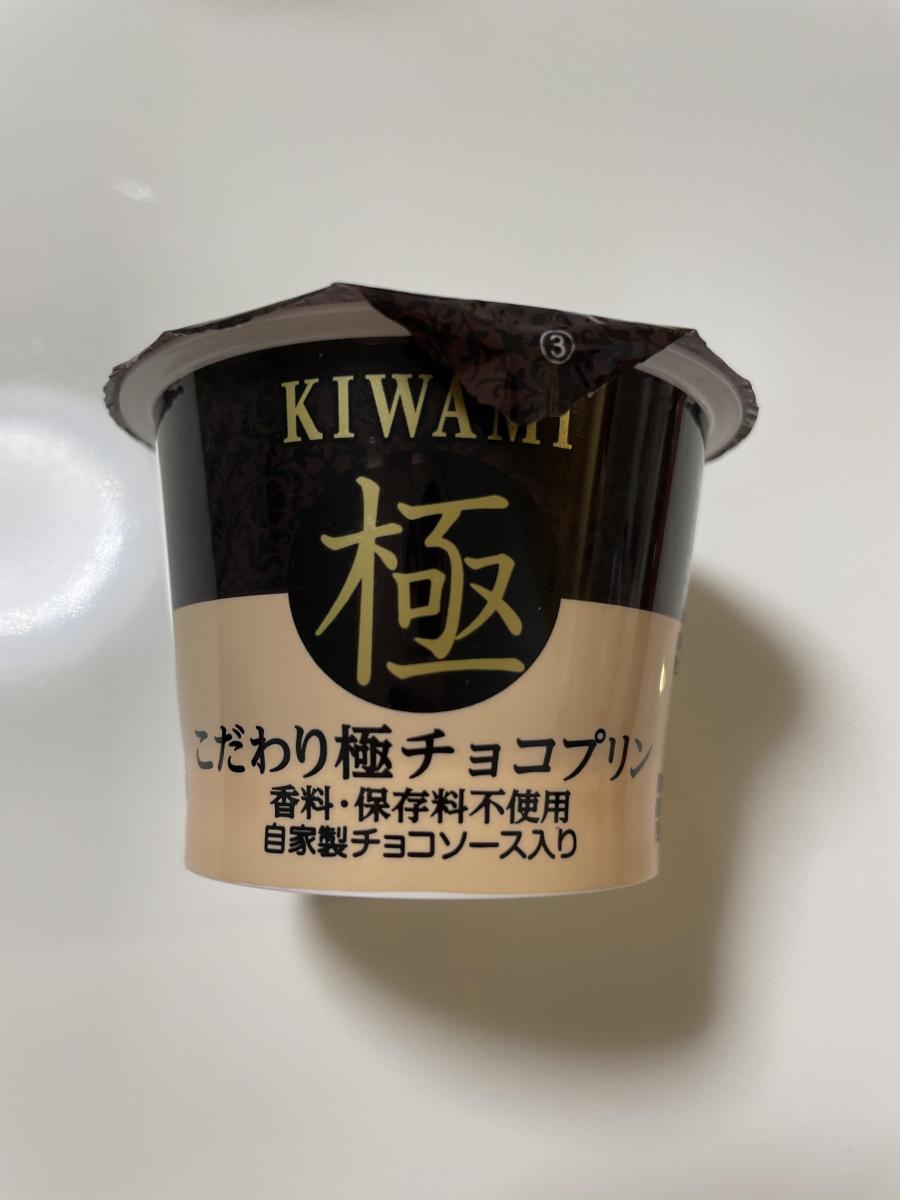 ③
KIWAMI
極
こだわり極チョコプリン
香料・保存料不使用
自家製チョコソース入り